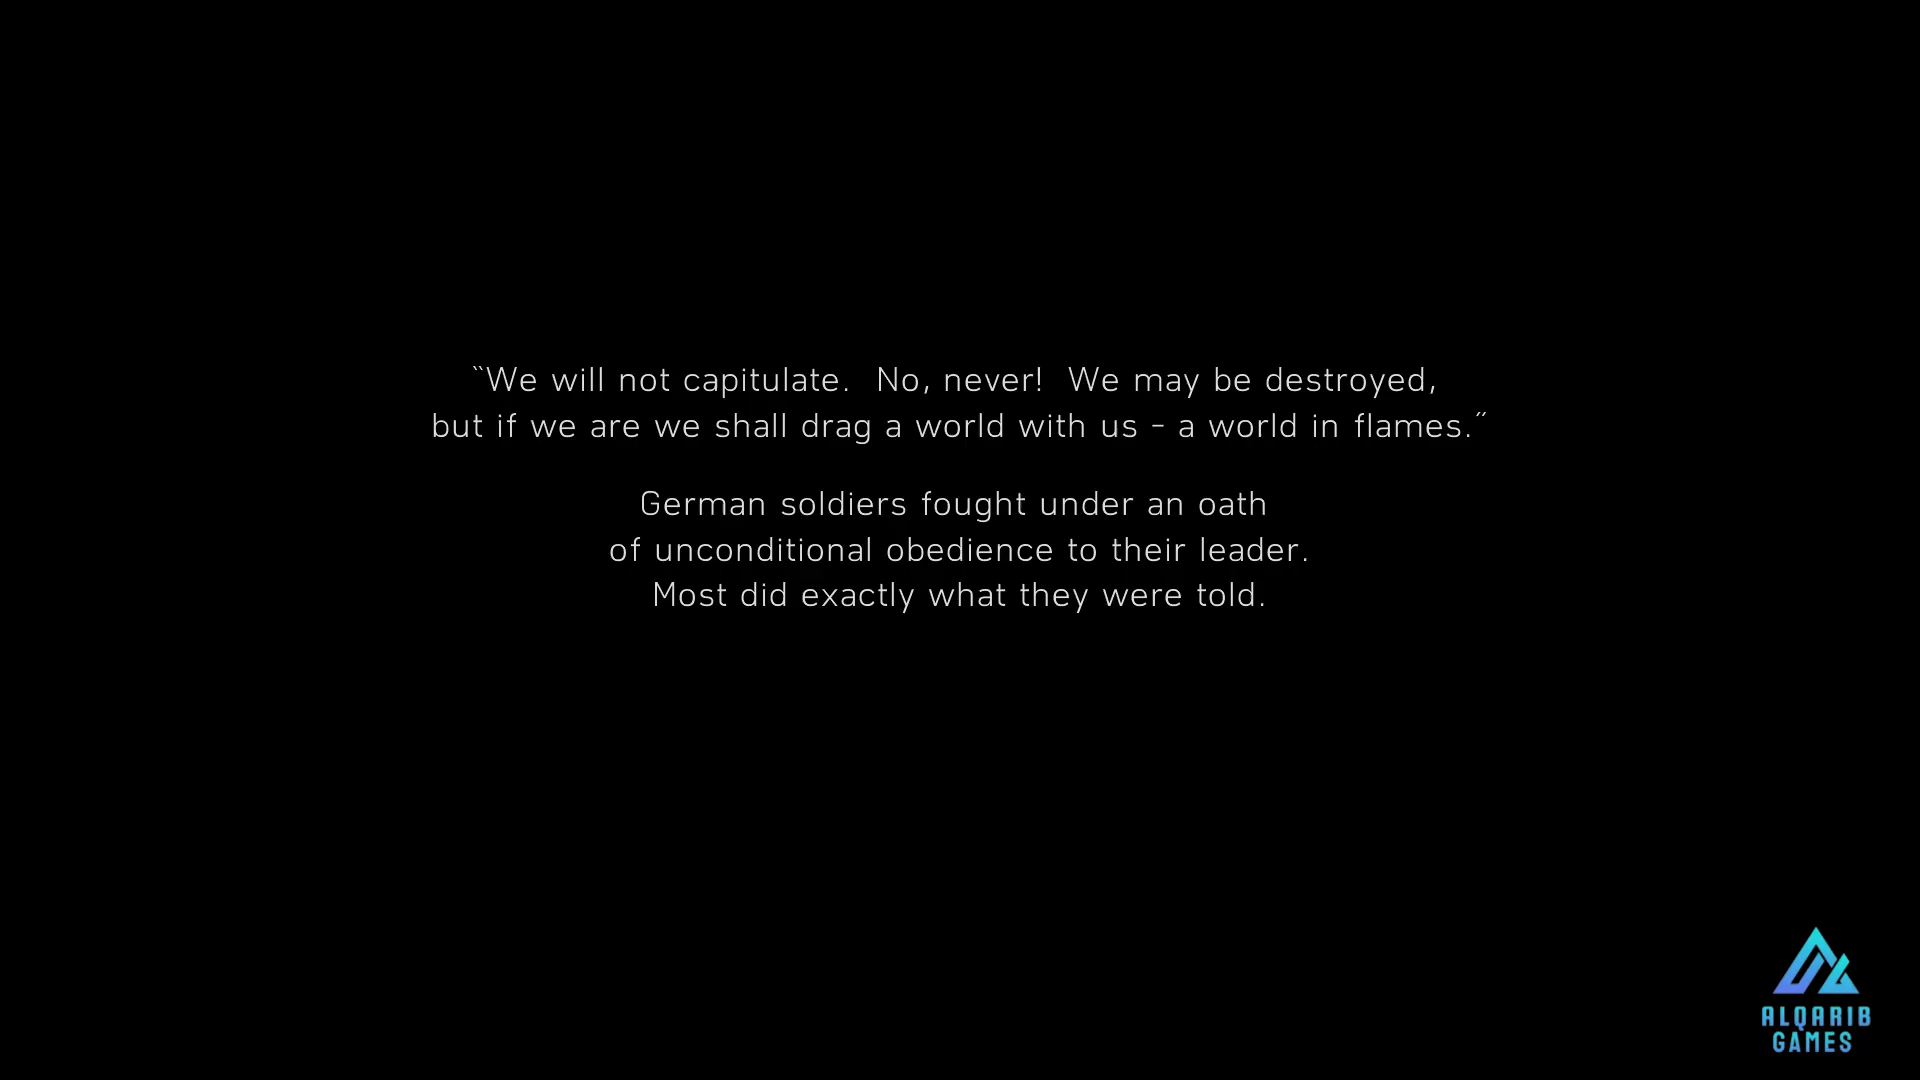 “We will not capitulate.  No, never!  We may be destroyed,
but if we are we shall drag a world with us - a world in flames.”
German soldiers fought under an oath
of unconditional obedience to their leader.
Most did exactly what they were told.
ALQARIB
GAMES